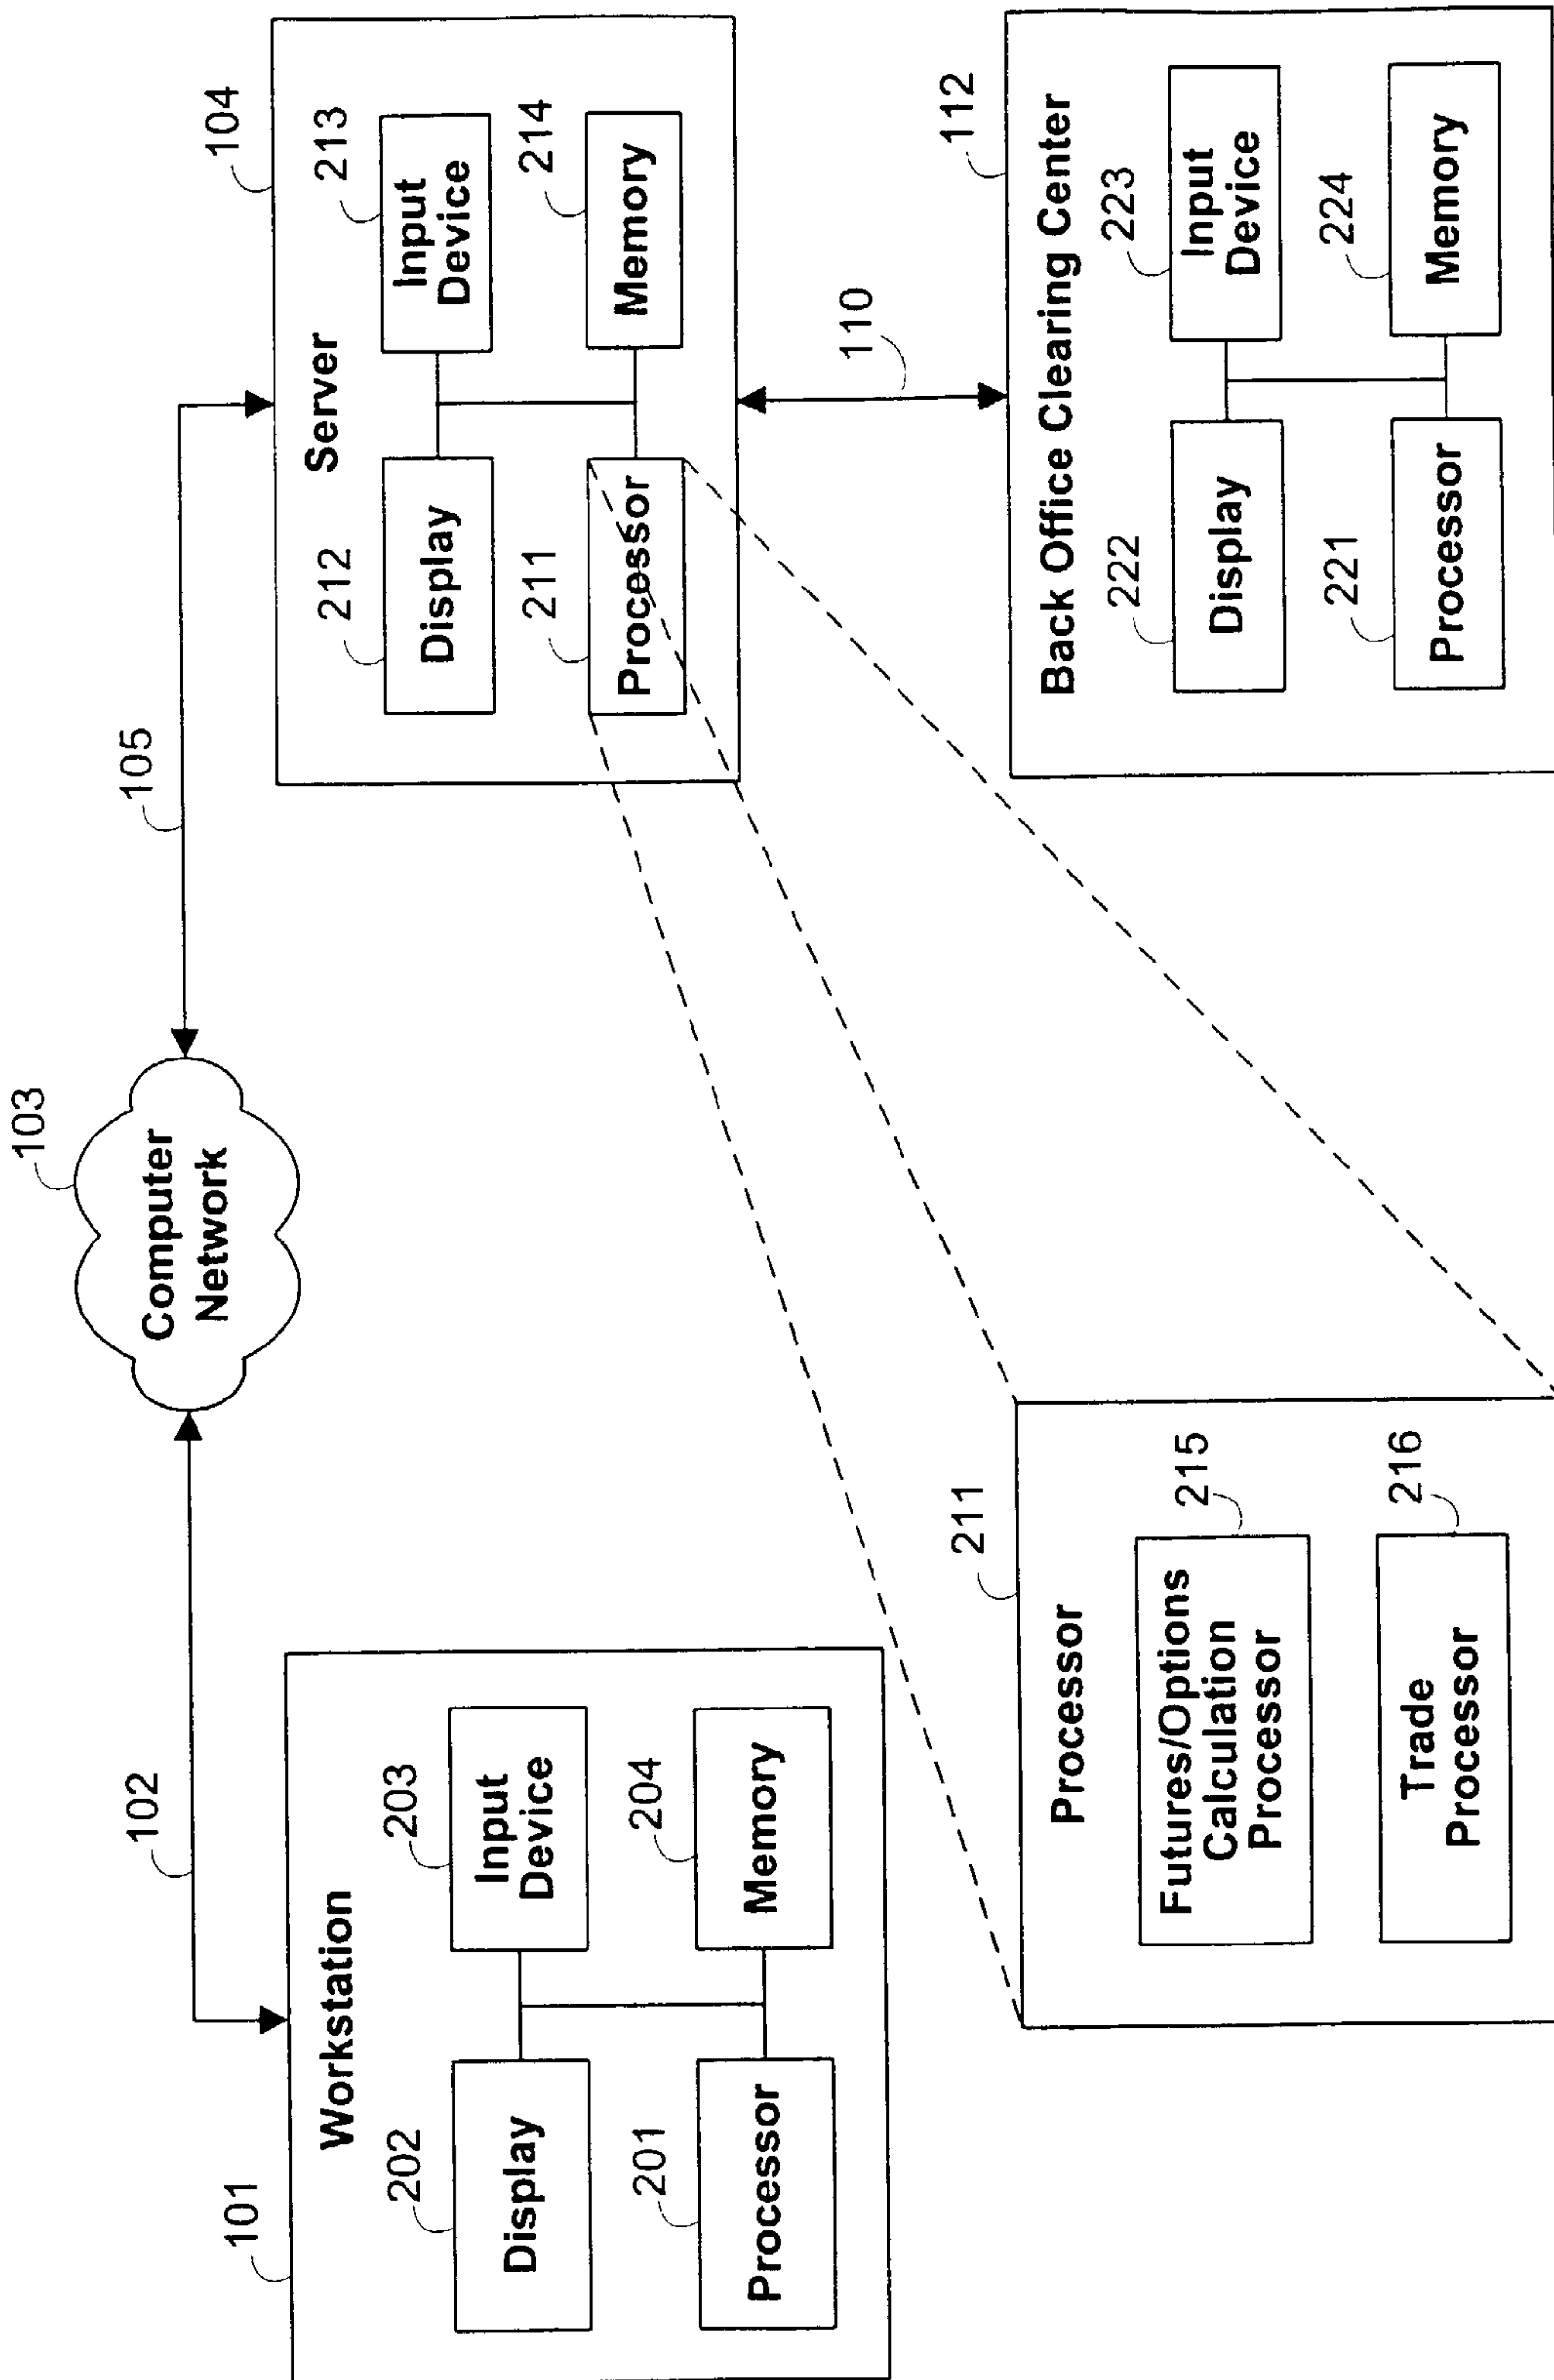 103
Computer
Network
102
105
101
Workstation
202
Display
203
Input
Device
201
Processor
204
Memory
104
Server
212
Display
213
Input
Device
211
Processor
214
Memory
110
211
Processor
Futures/Options
Calculation
Processor
215
Trade
Processor
216
112
Back Office Clearing Center
222
Display
223
Input
Device
221
Processor
224
Memory